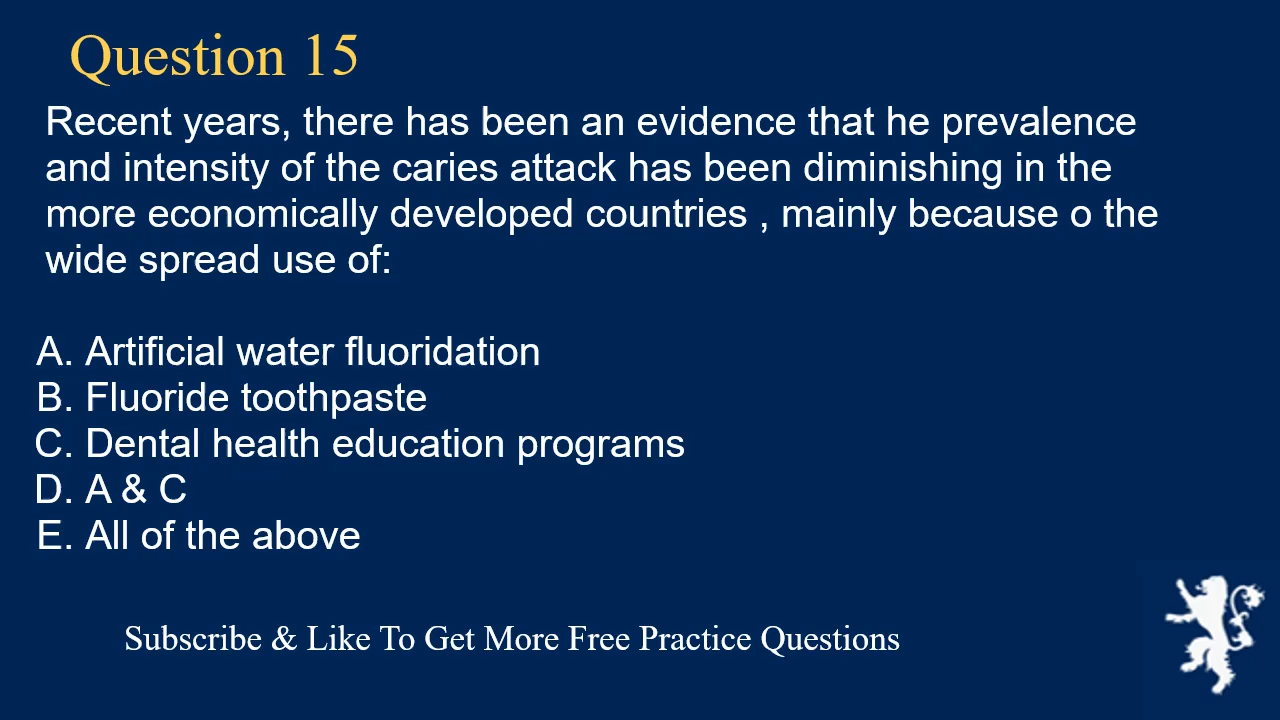 Question 15
Recent years, there has been an evidence that he prevalence
and intensity of the caries attack has been diminishing in the
more economically developed countries , mainly because o the
wide spread use of:
A. Artificial water fluoridation
B. Fluoride toothpaste
C. Dental health education programs
D. A & C
E. All of the above
Subscribe & Like To Get More Free Practice Questions